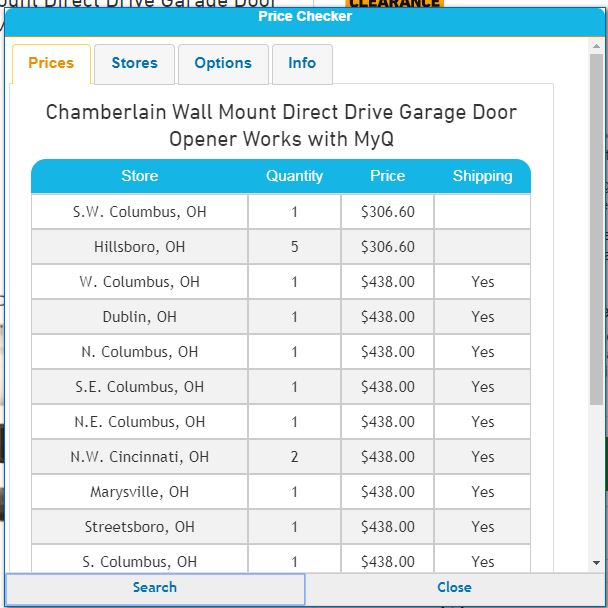 ount Direct Drive Garage Door
CLEARANCE
Price Checker
Prices Stores Options Info
Chamberlain Wall Mount Direct Drive Garage Door
Opener Works with MyQ
Store Quantity Price Shipping
S.W. Columbus, OH 1 $306.60
Hillsboro, OH 5 $306.60
W. Columbus, OH 1 $438.00 Yes
Dublin, OH 1 $438.00 Yes
N. Columbus, OH 1 $438.00 Yes
S.E. Columbus, OH 1 $438.00 Yes
N.E. Columbus, OH 1 $438.00 Yes
N.W. Cincinnati, OH 2 $438.00 Yes
Marysville, OH 1 $438.00 Yes
Streetsboro, OH 1 $438.00 Yes
S. Columbus, OH 1 $438.00 Yes
Search Close